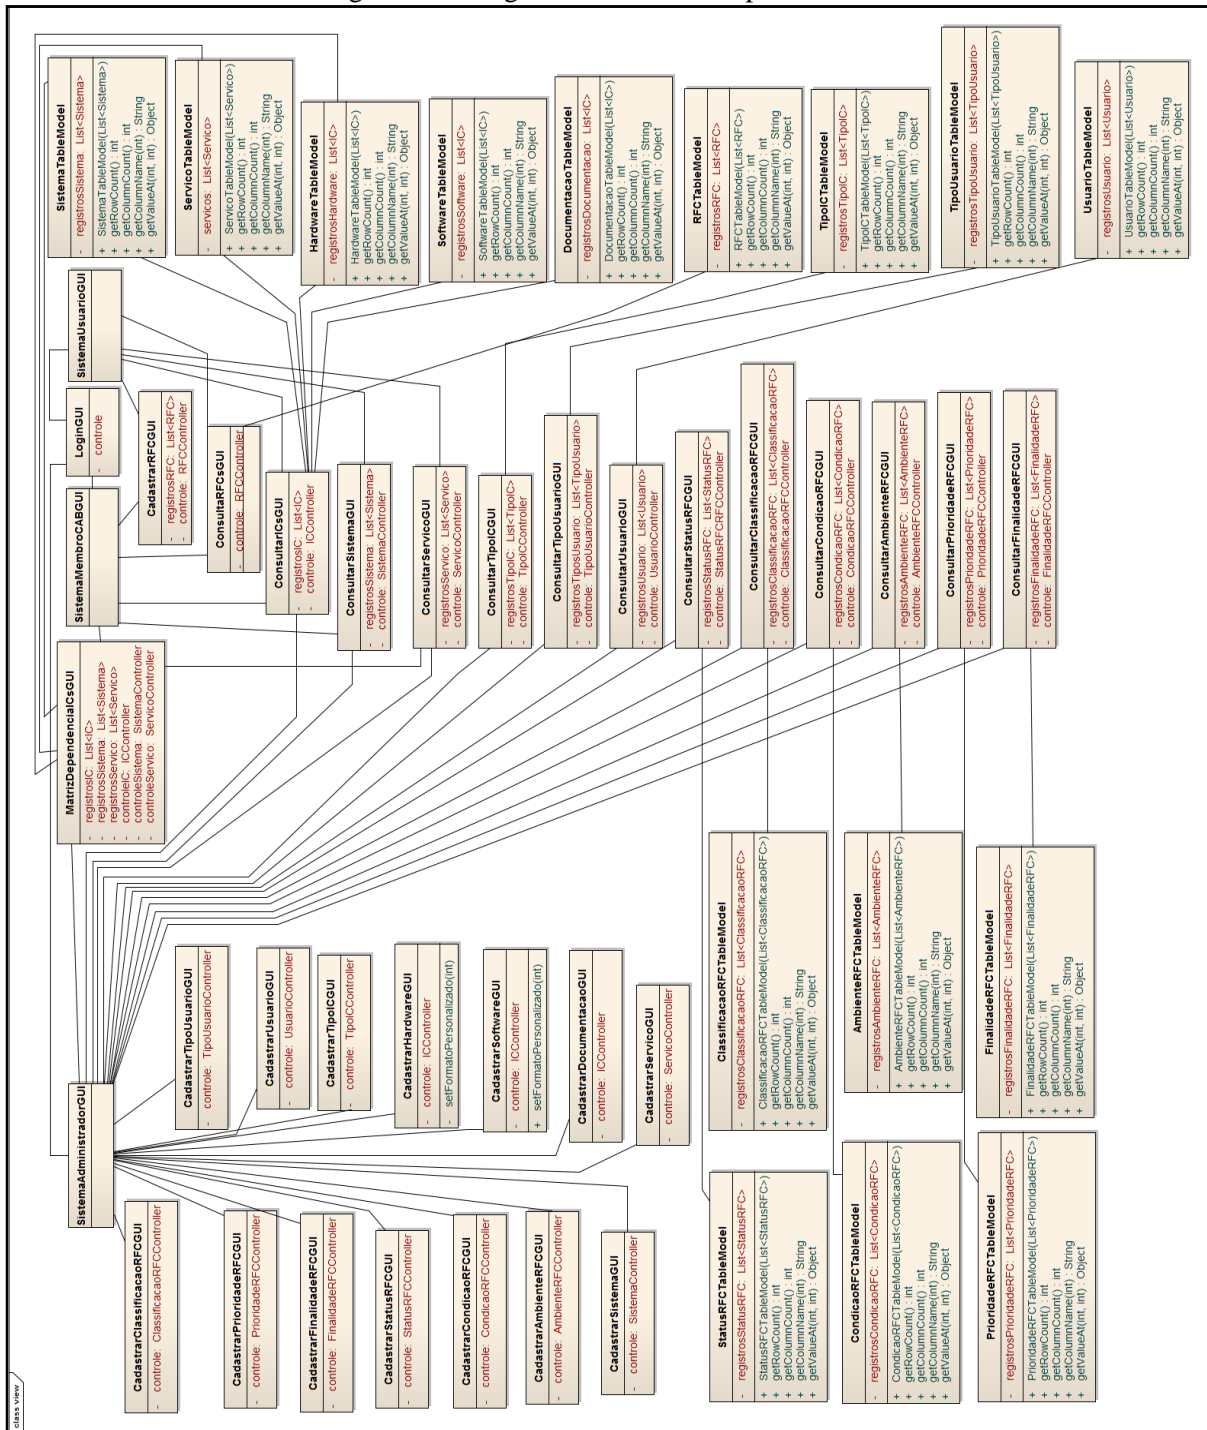 class view
SistemaTableModel
- registrosSistema: List<Sistema>
+ SistemaTableModel(List<Sistema>)
+ getRowCount() : int
+ getColumnCount() : int
+ getColumnName(int) : String
+ getValueAt(int, int) : Object
ServicoTableModel
- servicos: List<Servico>
+ ServicoTableModel(List<Servico>)
+ getRowCount() : int
+ getColumnCount() : int
+ getColumnName(int) : String
+ getValueAt(int, int) : Object
HardwareTableModel
- registrosHardware: List<IC>
+ HardwareTableModel(List<IC>)
+ getRowCount() : int
+ getColumnCount() : int
+ getColumnName(int) : String
+ getValueAt(int, int) : Object
SoftwareTableModel
- registrosSoftware: List<IC>
+ SoftwareTableModel(List<IC>)
+ getRowCount() : int
+ getColumnCount() : int
+ getColumnName(int) : String
+ getValueAt(int, int) : Object
DocumentacaoTableModel
- registrosDocumentacao: List<IC>
+ DocumentacaoTableModel(List<IC>)
+ getRowCount() : int
+ getColumnCount() : int
+ getColumnName(int) : String
+ getValueAt(int, int) : Object
RFCTableModel
- registrosRFC: List<RFC>
+ RFCTableModel(List<RFC>)
+ getRowCount() : int
+ getColumnCount() : int
+ getColumnName(int) : String
+ getValueAt(int, int) : Object
TipoICTableModel
- registrosTipoIC: List<TipoIC>
+ TipoICTableModel(List<TipoIC>)
+ getRowCount() : int
+ getColumnCount() : int
+ getColumnName(int) : String
+ getValueAt(int, int) : Object
TipoUsuarioTableModel
- registrosTipoUsuario: List<TipoUsuario>
+ TipoUsuarioTableModel(List<TipoUsuario>)
+ getRowCount() : int
+ getColumnCount() : int
+ getColumnName(int) : String
+ getValueAt(int, int) : Object
UsuarioTableModel
- registrosUsuario: List<Usuario>
+ UsuarioTableModel(List<Usuario>)
+ getRowCount() : int
+ getColumnCount() : int
+ getColumnName(int) : String
+ getValueAt(int, int) : Object
SistemaUsuarioGUI
LoginGUI
- controle
SistemaMembroCABGUI
CadastrarRFCGUI
- registrosRFC: List<RFC>
- controle: RFCController
ConsultaRFCsGUI
- controle: RFCController
ConsultarICsGUI
- registrosIC: List<IC>
- controle: ICController
ConsultarSistemaGUI
- registrosSistema: List<Sistema>
- controle: SistemaController
ConsultarServicoGUI
- registrosServico: List<Servico>
- controle: ServicoController
ConsultarTipoICGUI
- registrosTipoIC: List<TipoIC>
- controle: TipoICController
ConsultarTipoUsuarioGUI
- registrosTiposUsuario: List<TipoUsuario>
- controle: TipoUsuarioController
ConsultarUsuarioGUI
- registrosUsuario: List<Usuario>
- controle: UsuarioController
ConsultarStatusRFCGUI
- registrosStatusRFC: List<StatusRFC>
- controle: StatusRFCRFCController
ConsultarClassificacaoRFCGUI
- registrosClassificacaoRFC: List<ClassificacaoRFC>
- controle: ClassificacaoRFCController
ConsultarCondicaoRFCGUI
- registrosCondicaoRFC: List<CondicaoRFC>
- controle: CondicaoRFCController
ConsultarAmbienteRFCGUI
- registrosAmbienteRFC: List<AmbienteRFC>
- controle: AmbienteRFCController
ConsultarPrioridadeRFCGUI
- registrosPrioridadeRFC: List<PrioridadeRFC>
- controle: PrioridadeRFCController
ConsultarFinalidadeRFCGUI
- registrosFinalidadeRFC: List<FinalidadeRFC>
- controle: FinalidadeRFCController
MatrizDependenciaICsGUI
- registrosIC: List<IC>
- registrosSistema: List<Sistema>
- registrosServico: List<Servico>
- controleIC: ICController
- controleSistema: SistemaController
- controleServico: ServicoController
SistemaAdministradorGUI
CadastrarTipoUsuarioGUI
- controle: TipoUsuarioController
CadastrarUsuarioGUI
- controle: UsuarioController
CadastrarTipoICGUI
- controle: TipoICController
CadastrarHardwareGUI
- controle: ICController
- setFormatoPersonalizado(int)
CadastrarSoftwareGUI
- controle: ICController
+ setFormatoPersonalizado(int)
CadastrarDocumentacaoGUI
- controle: ICController
CadastrarServicoGUI
- controle: ServicoController
ClassificacaoRFCTableModel
- registrosClassificacaoRFC: List<ClassificacaoRFC>
+ ClassificacaoRFCTableModel(List<ClassificacaoRFC>)
+ getRowCount() : int
+ getColumnCount() : int
+ getColumnName(int) : String
+ getValueAt(int, int) : Object
AmbienteRFCTableModel
- registrosAmbienteRFC: List<AmbienteRFC>
+ AmbienteRFCTableModel(List<AmbienteRFC>)
+ getRowCount() : int
+ getColumnCount() : int
+ getColumnName(int) : String
+ getValueAt(int, int) : Object
FinalidadeRFCTableModel
- registrosFinalidadeRFC: List<FinalidadeRFC>
+ FinalidadeRFCTableModel(List<FinalidadeRFC>)
+ getRowCount() : int
+ getColumnCount() : int
+ getColumnName(int) : String
+ getValueAt(int, int) : Object
CadastrarClassificacaoRFCGUI
- controle: ClassificacaoRFCController
CadastrarPrioridadeRFCGUI
- controle: PrioridadeRFCController
CadastrarFinalidadeRFCGUI
- controle: FinalidadeRFCController
CadastrarStatusRFCGUI
- controle: StatusRFCController
CadastrarCondicaoRFCGUI
- controle: CondicaoRFCController
CadastrarAmbienteRFCGUI
- controle: AmbienteRFCController
CadastrarSistemaGUI
- controle: SistemaController
StatusRFCTableModel
- registrosStatusRFC: List<StatusRFC>
+ StatusRFCTableModel(List<StatusRFC>)
+ getRowCount() : int
+ getColumnCount() : int
+ getColumnName(int) : String
+ getValueAt(int, int) : Object
CondicaoRFCTableModel
- registrosCondicaoRFC: List<CondicaoRFC>
+ CondicaoRFCTableModel(List<CondicaoRFC>)
+ getRowCount() : int
+ getColumnCount() : int
+ getColumnName(int) : String
+ getValueAt(int, int) : Object
PrioridadeRFCTableModel
- registrosPrioridadeRFC: List<PrioridadeRFC>
+ PrioridadeRFCTableModel(List<PrioridadeRFC>)
+ getRowCount() : int
+ getColumnCount() : int
+ getColumnName(int) : String
+ getValueAt(int, int) : Object